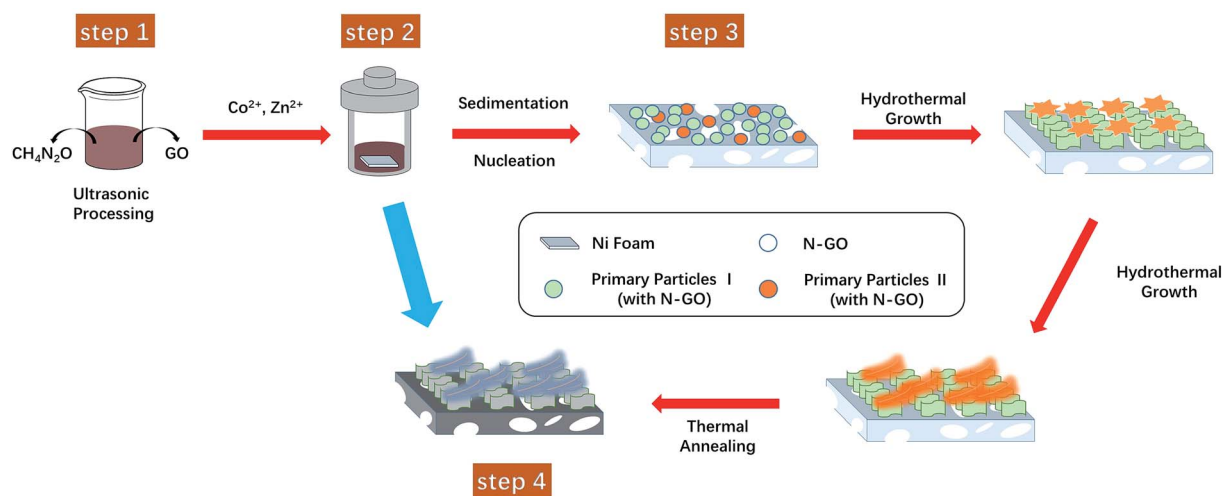 step 1
step 2
step 3
Co²⁺, Zn²⁺
Sedimentation
Nucleation
Hydrothermal
Growth
CH₄N₂O
GO
Ultrasonic
Processing
Ni Foam
N-GO
Primary Particles I
(with N-GO)
Primary Particles II
(with N-GO)
Hydrothermal
Growth
Thermal
Annealing
step 4